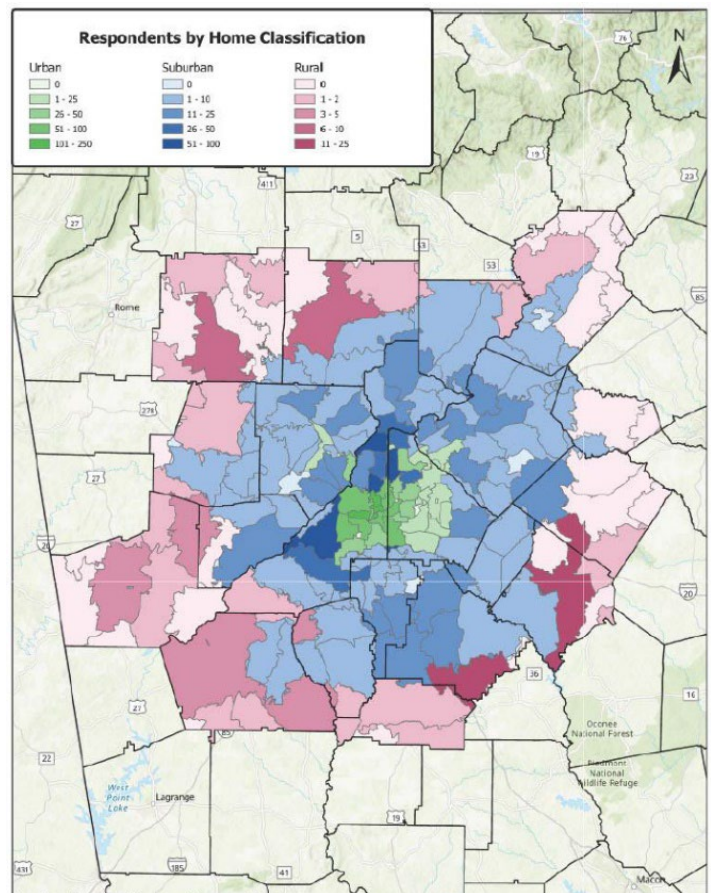 Respondents by Home Classification
Urban
0
1 - 25
26 - 50
51 - 100
101 - 250
Suburban
0
1 - 10
11 - 25
26 - 50
51 - 100
Rural
0
1 - 2
3 - 5
6 - 10
11 - 25
N
76
19
23
411
27
5
53
53
85
Rome
278
27
20
20
36
27
85
16
22
Oconee
National Forest
Piedmont
National
Wildlife Refuge
West
Point
Lake
Lagrange
19
185
41
431
Macon